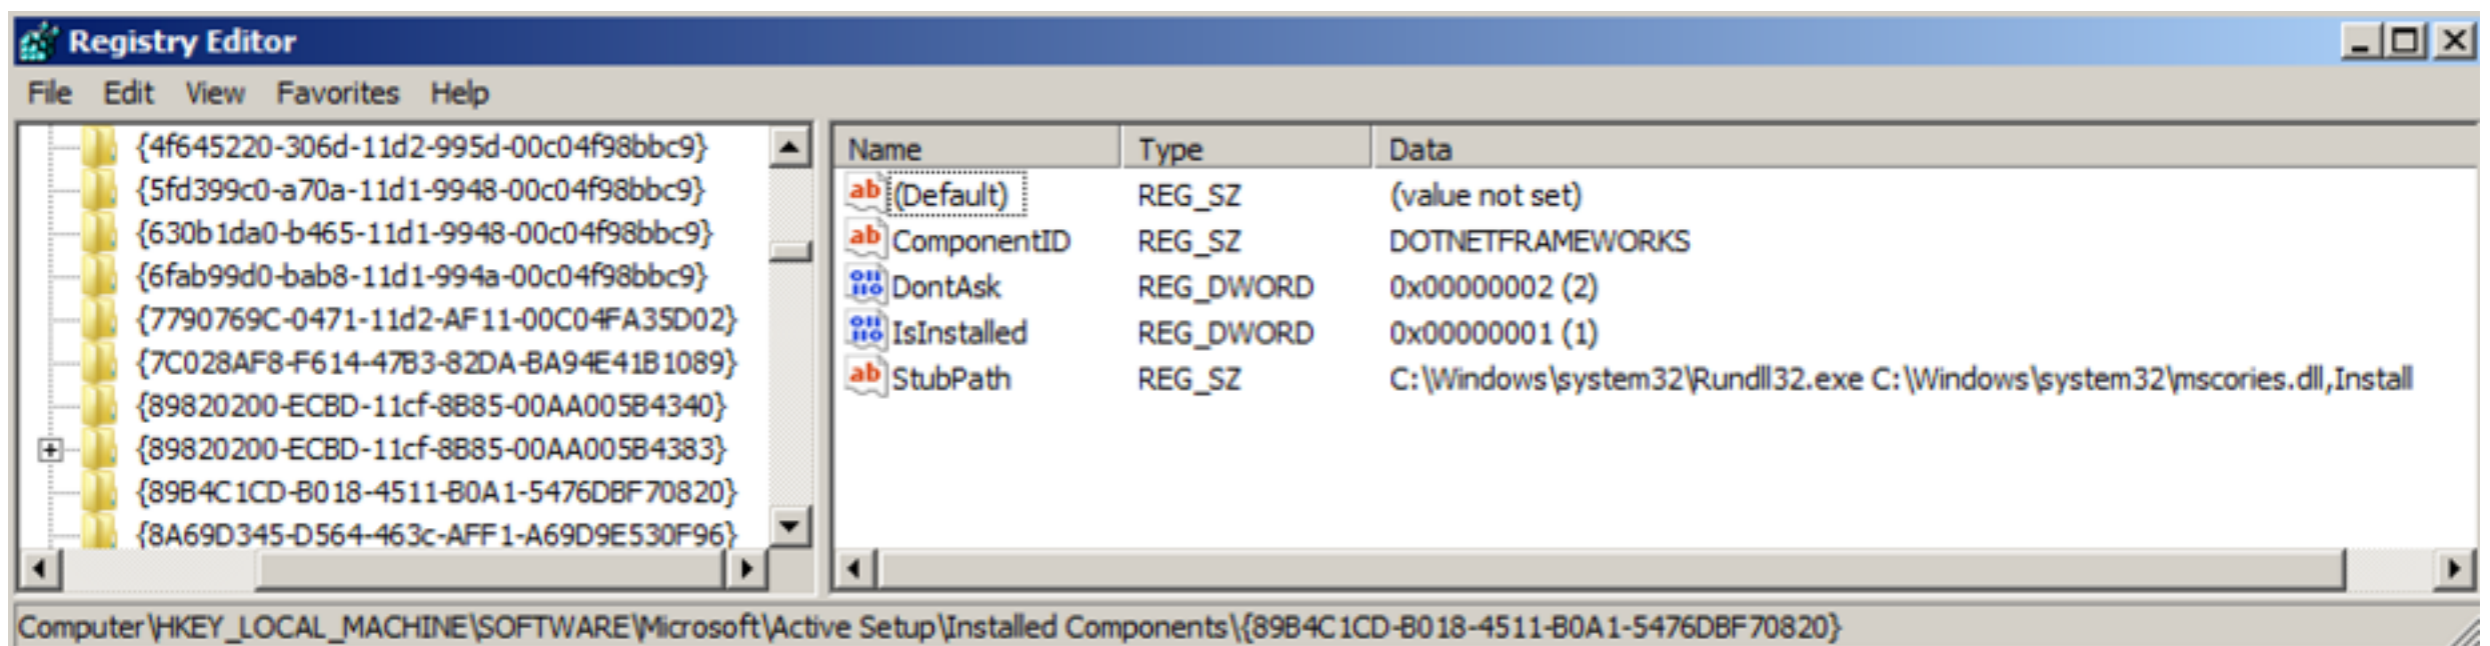 Registry Editor
File Edit View Favorites Help
{4f645220-306d-11d2-995d-00c04f98bbc9}
{5fd399c0-a70a-11d1-9948-00c04f98bbc9}
{630b1da0-b465-11d1-9948-00c04f98bbc9}
{6fab99d0-bab8-11d1-994a-00c04f98bbc9}
{7790769C-0471-11d2-AF11-00C04FA35D02}
{7C028AF8-F614-47B3-82DA-BA94E41B1089}
{89820200-ECBD-11cf-8B85-00AA005B4340}
{89820200-ECBD-11cf-8B85-00AA005B4383}
{89B4C1CD-B018-4511-B0A1-5476DBF70820}
{8A69D345-D564-463c-AFF1-A69D9E530F96}
Name Type Data
(Default) REG_SZ (value not set)
ComponentID REG_SZ DOTNETFRAMEWORKS
DontAsk REG_DWORD 0x00000002 (2)
IsInstalled REG_DWORD 0x00000001 (1)
StubPath REG_SZ C:\Windows\system32\Rundll32.exe C:\Windows\system32\mscories.dll,Install
Computer\HKEY_LOCAL_MACHINE\SOFTWARE\Microsoft\Active Setup\Installed Components\{89B4C1CD-B018-4511-B0A1-5476DBF70820}